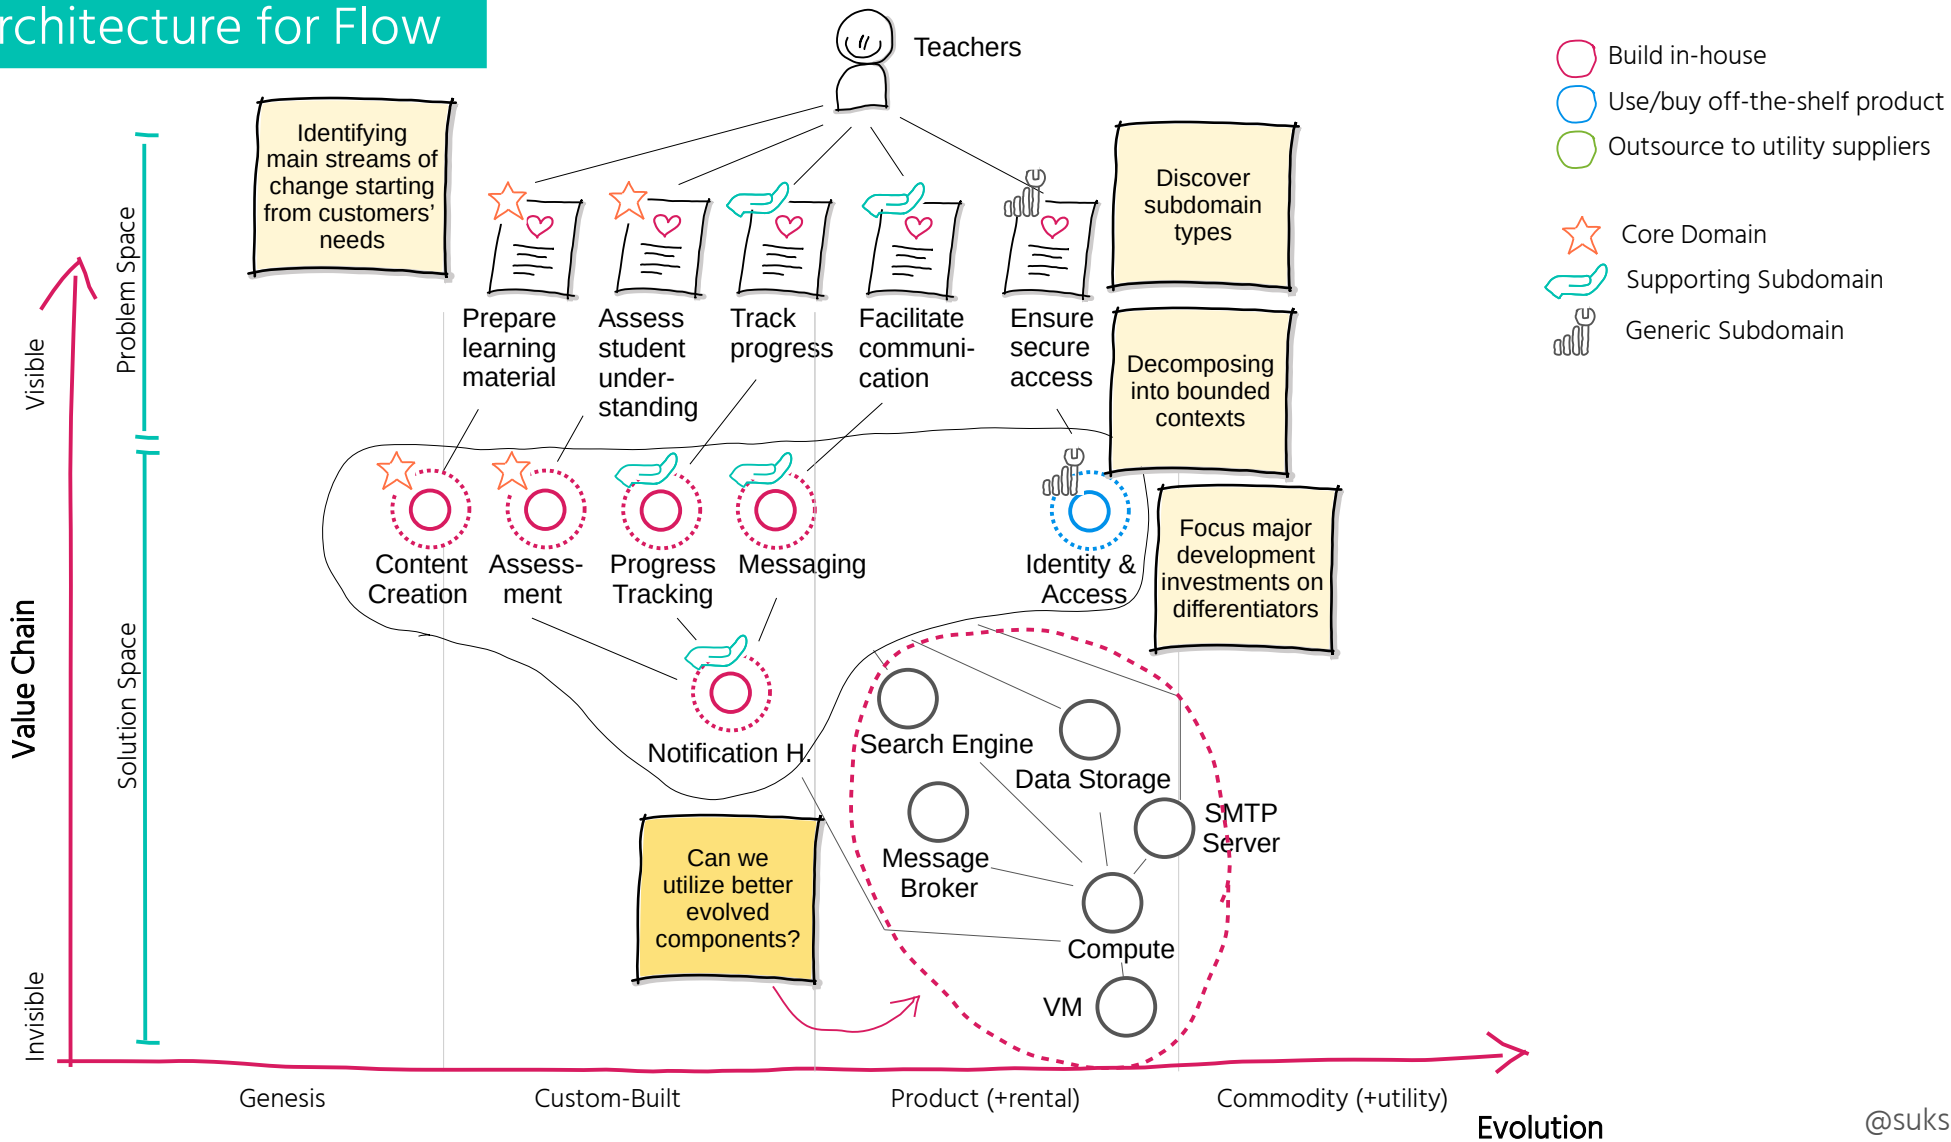 rchitecture for Flow
Teachers
Build in-house
Use/buy off-the-shelf product
Outsource to utility suppliers
Core Domain
Supporting Subdomain
Generic Subdomain
Identifying
main streams of
change starting
from customers'
needs
Discover
subdomain
types
Prepare
learning
material
Assess
student
under-
standing
Track
progress
Facilitate
communi-
cation
Ensure
secure
access
Decomposing
into bounded
contexts
Focus major
development
investments on
differentiators
Problem Space
Visible
Content
Creation
Assess-
ment
Progress
Tracking
Messaging
Identity &
Access
Notification H.
Value Chain
Solution Space
Invisible
Search Engine
Data Storage
SMTP
Server
Message
Broker
Compute
VM
Can we
utilize better
evolved
components?
Genesis
Custom-Built
Product (+rental)
Commodity (+utility)
Evolution
@suks